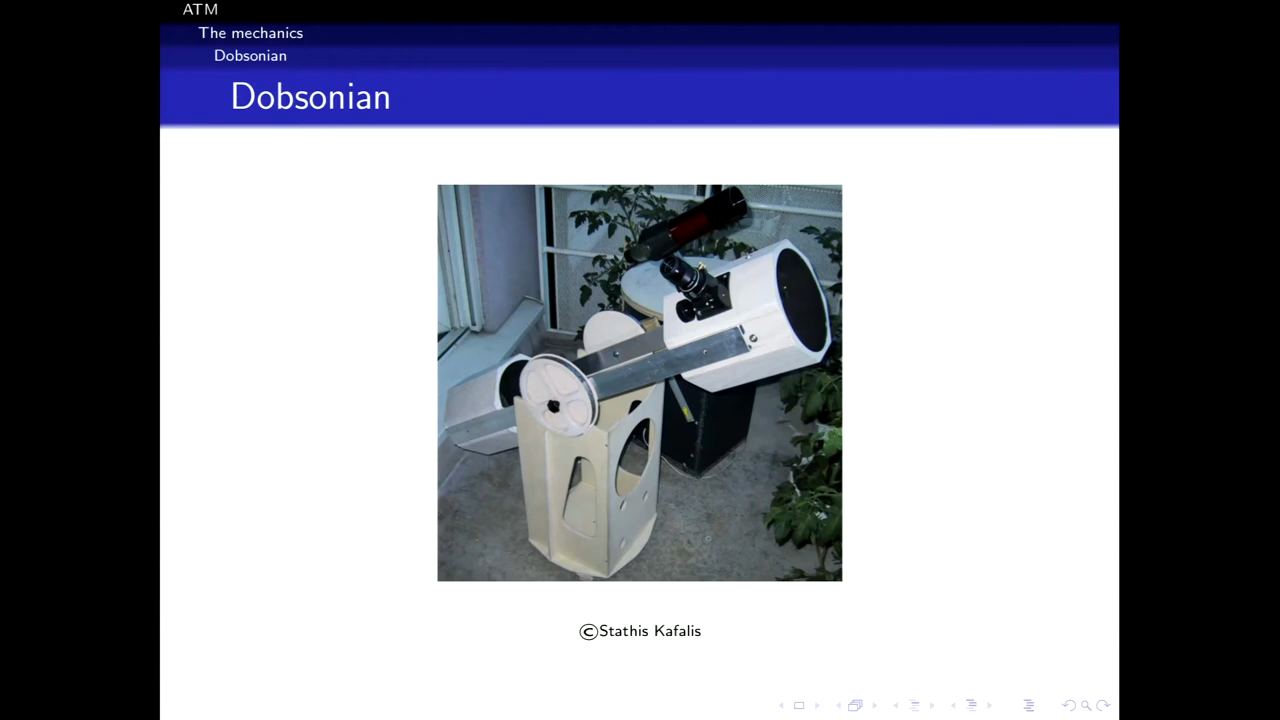 ATM
The mechanics
Dobsonian
Dobsonian
©Stathis Kafalis